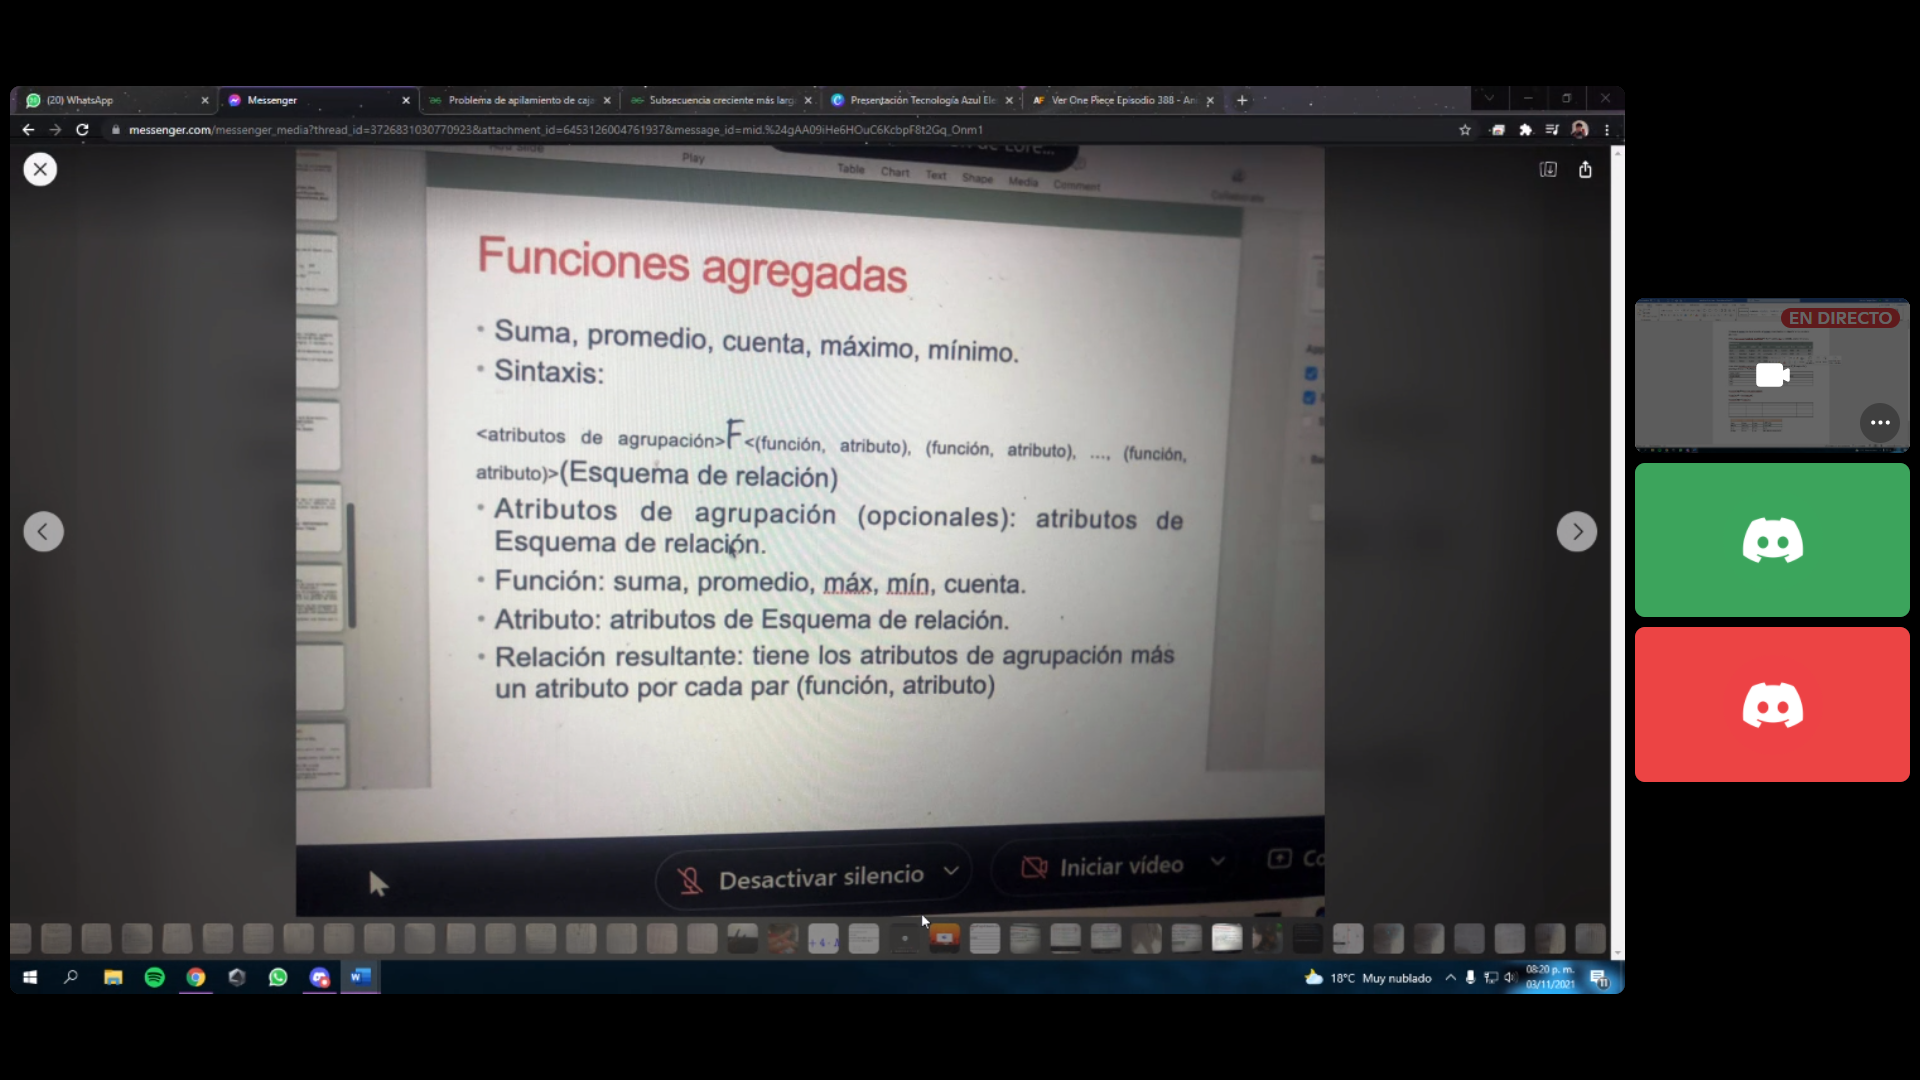 (20) WhatsApp
Messenger
Problema de apilamiento de caja
Subsecuencia creciente más larg
Presentación Tecnología Azul Ele
Ver One Piece Episodio 388 - An
messenger.com/messenger_media?thread_id=3726831030770923&attachment_id=6453126004761937&message_id=mid.%24gAA09iHe6HOuC6KcbpF8t2Gq_Onm1
Add Slide
Play
Table Chart Text Shape Media Comment
Collaborate
Funciones agregadas
• Suma, promedio, cuenta, máximo, mínimo.
• Sintaxis:
<atributos de agrupación>F<(función, atributo), (función, atributo), ..., (función,
atributo)>(Esquema de relación)
• Atributos de agrupación (opcionales): atributos de
Esquema de relación.
• Función: suma, promedio, máx, mín, cuenta.
• Atributo: atributos de Esquema de relación.
• Relación resultante: tiene los atributos de agrupación más
un atributo por cada par (función, atributo)
Desactivar silencio
Iniciar vídeo
Co
EN DIRECTO
18°C Muy nublado
08:20 p. m.
03/11/2021